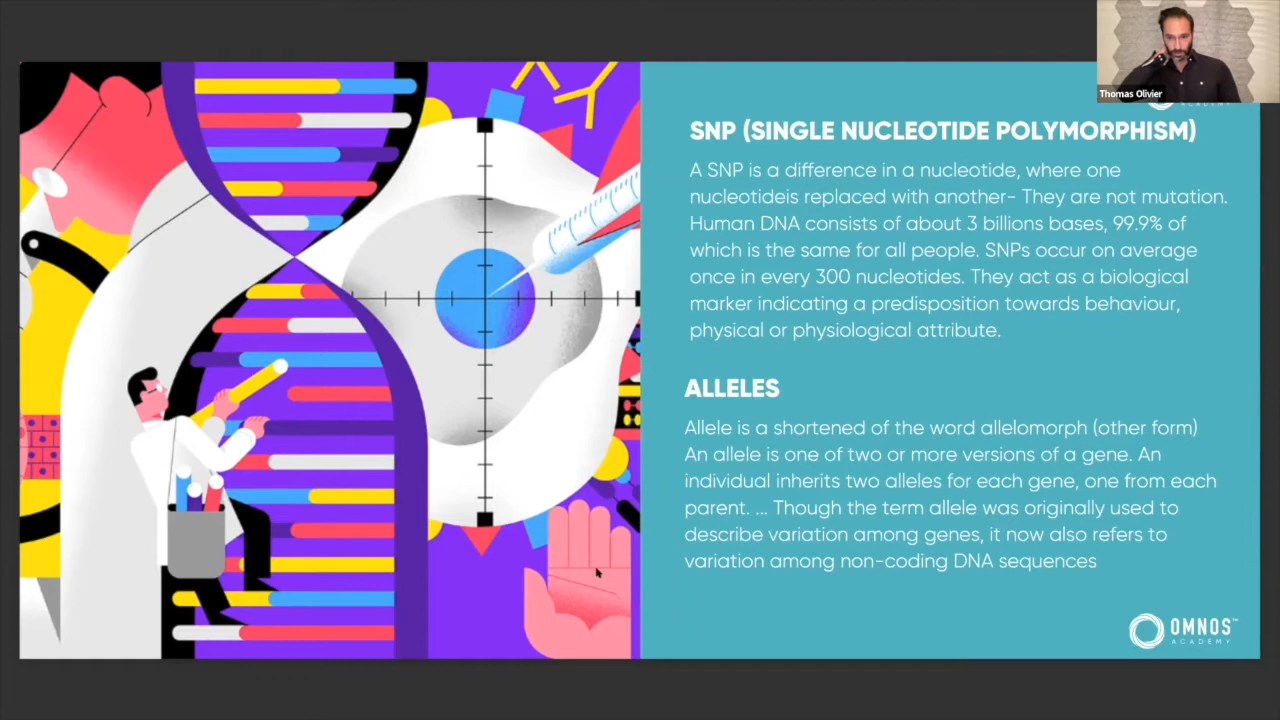 Thomas Olivier
SNP (SINGLE NUCLEOTIDE POLYMORPHISM)
A SNP is a difference in a nucleotide, where one
nucleotideis replaced with another- They are not mutation.
Human DNA consists of about 3 billions bases, 99.9% of
which is the same for all people. SNPs occur on average
once in every 300 nucleotides. They act as a biological
marker indicating a predisposition towards behaviour,
physical or physiological attribute.
ALLELES
Allele is a shortened of the word allelomorph (other form)
An allele is one of two or more versions of a gene. An
individual inherits two alleles for each gene, one from each
parent. ... Though the term allele was originally used to
describe variation among genes, it now also refers to
variation among non-coding DNA sequences
OMNOS™
ACADEMY